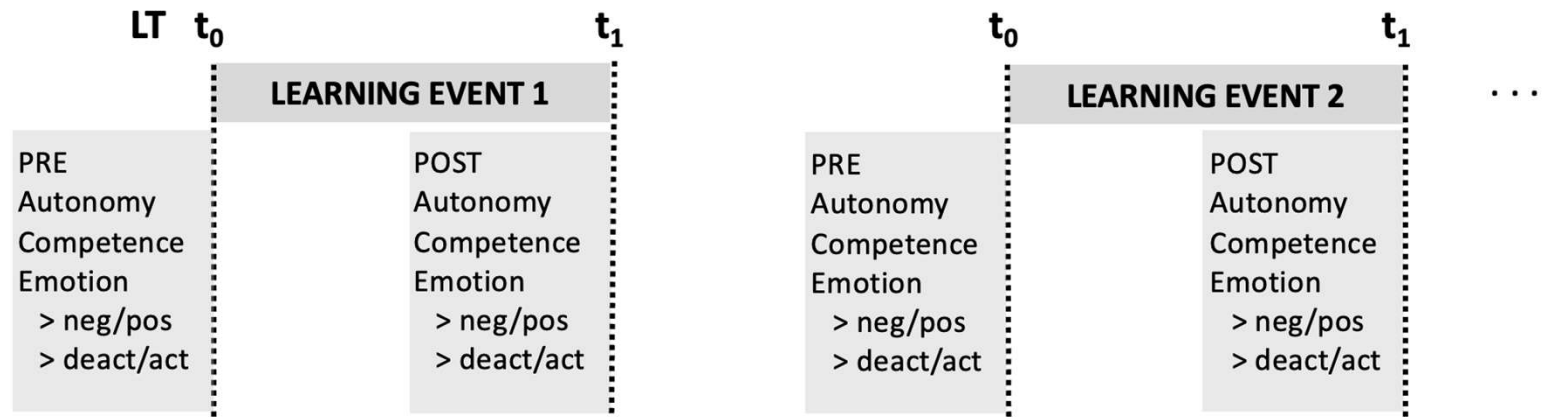 LT t₀ t₁ t₀ t₁
LEARNING EVENT 1
LEARNING EVENT 2
. . .
PRE
Autonomy
Competence
Emotion
> neg/pos
> deact/act
POST
Autonomy
Competence
Emotion
> neg/pos
> deact/act
PRE
Autonomy
Competence
Emotion
> neg/pos
> deact/act
POST
Autonomy
Competence
Emotion
> neg/pos
> deact/act